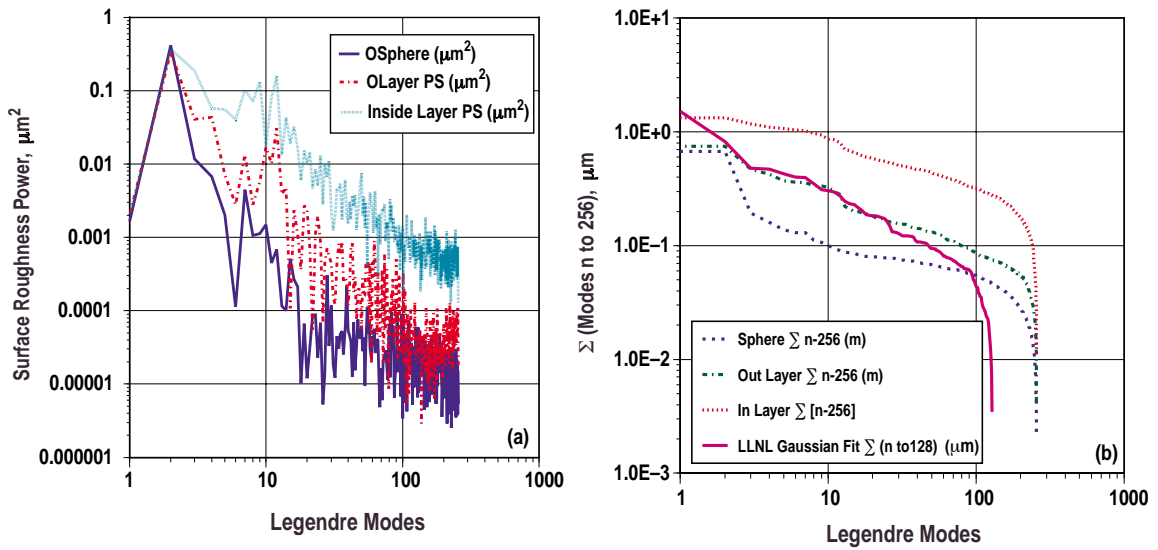 Surface Roughness Power, μm²
1
0.1
0.01
0.001
0.0001
0.00001
0.000001
OSphere (μm²)
OLayer PS (μm²)
Inside Layer PS (μm²)
(a)
1
10
100
1000
Legendre Modes
Σ (Modes n to 256), μm
1.0E+1
1.0E+0
1.0E−1
1.0E−2
1.0E−3
Sphere ∑ n-256 (m)
Out Layer ∑ n-256 (m)
In Layer ∑ [n-256]
LLNL Gaussian Fit ∑ (n to128) (μm)
(b)
1
10
100
1000
Legendre Modes